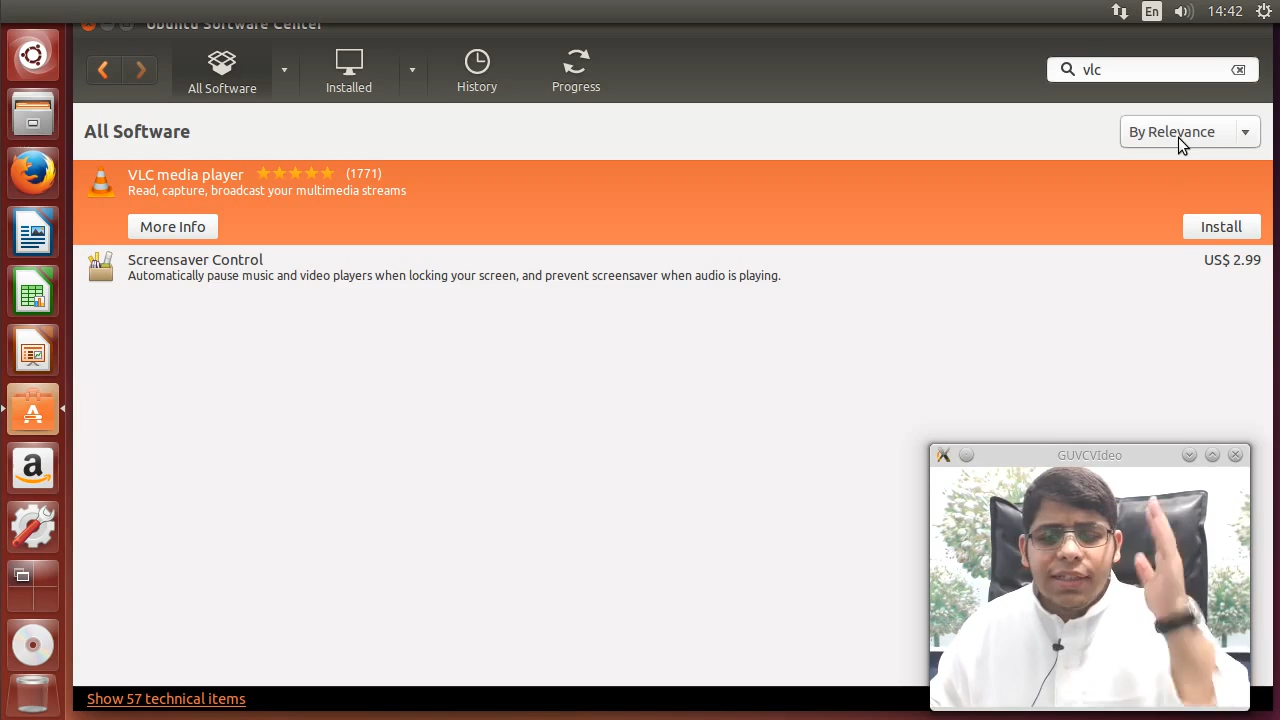 En
14:42
Ubuntu Software Center
All Software
Installed
History
Progress
vlc
All Software
By Relevance
VLC media player (1771)
Read, capture, broadcast your multimedia streams
More Info
Install
Screensaver Control
US$ 2.99
Automatically pause music and video players when locking your screen, and prevent screensaver when audio is playing.
GUVCVIdeo
Show 57 technical items